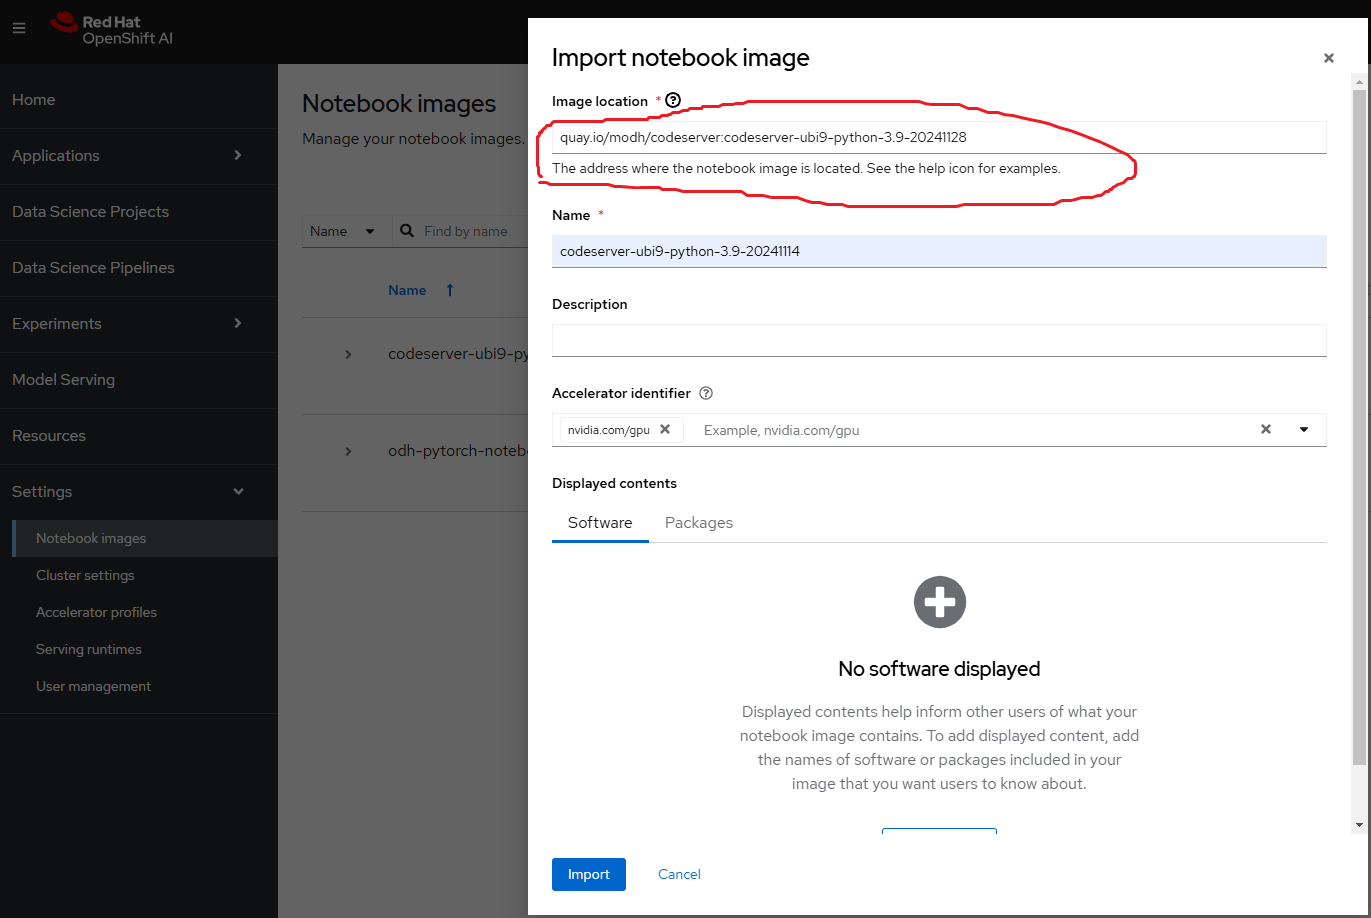 Red Hat
OpenShift AI
Home
Applications
Data Science Projects
Data Science Pipelines
Experiments
Model Serving
Resources
Settings
Notebook images
Cluster settings
Accelerator profiles
Serving runtimes
User management
Notebook images
Manage your notebook images.
Name
Find by name
Name
codeserver-ubi9-py
odh-pytorch-notebo
Import notebook image
Image location *
quay.io/modh/codeserver:codeserver-ubi9-python-3.9-20241128
The address where the notebook image is located. See the help icon for examples.
Name *
codeserver-ubi9-python-3.9-20241114
Description
Accelerator identifier
nvidia.com/gpu
Example, nvidia.com/gpu
Displayed contents
Software Packages
No software displayed
Displayed contents help inform other users of what your
notebook image contains. To add displayed content, add
the names of software or packages included in your
image that you want users to know about.
Import Cancel